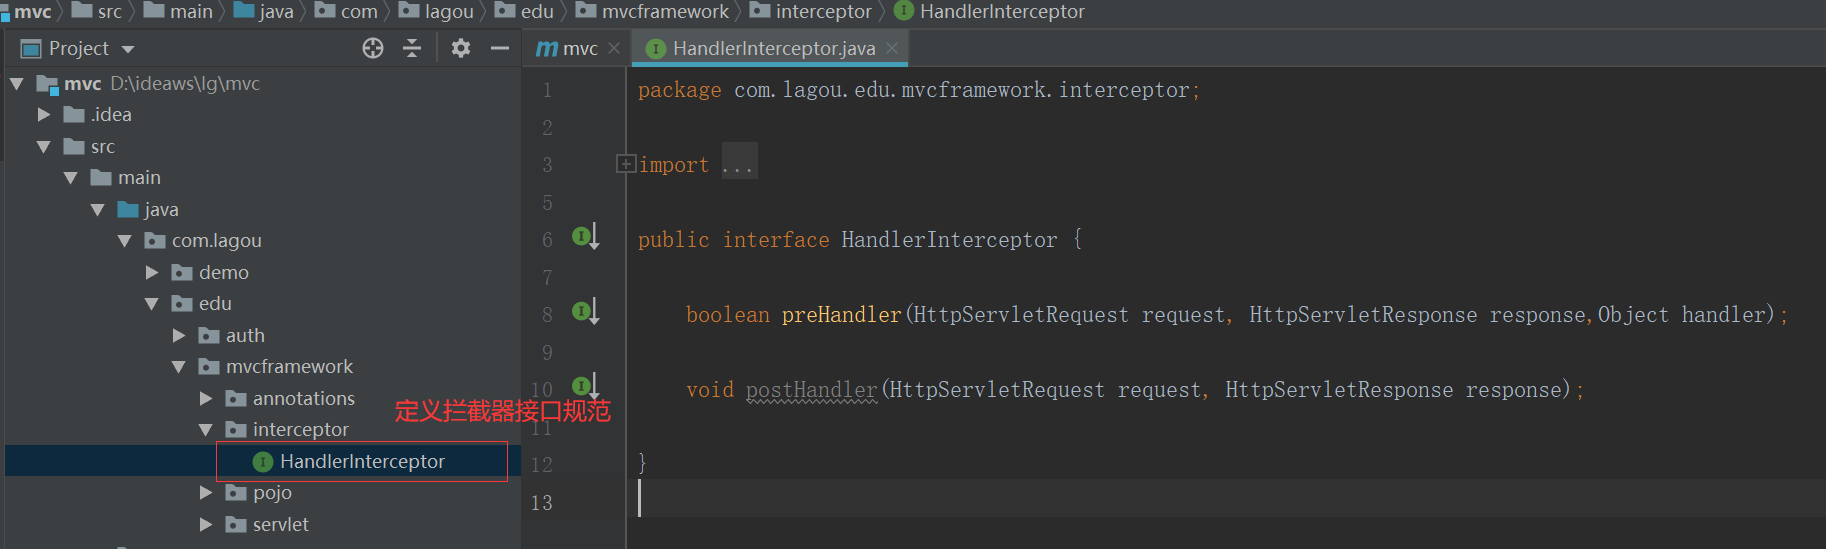 mvc src main java com lagou edu mvcframework interceptor HandlerInterceptor
Project
mvc HandlerInterceptor.java
mvc D:\ideaws\lg\mvc
.idea
src
main
java
com.lagou
demo
edu
auth
mvcframework
annotations
interceptor
HandlerInterceptor
pojo
servlet
定义拦截器接口规范
1 package com.lagou.edu.mvcframework.interceptor;
2
3 import ...
5
6 public interface HandlerInterceptor {
7
8 boolean preHandler(HttpServletRequest request, HttpServletResponse response,Object handler);
9
10 void postHandler(HttpServletRequest request, HttpServletResponse response);
11
12 }
13